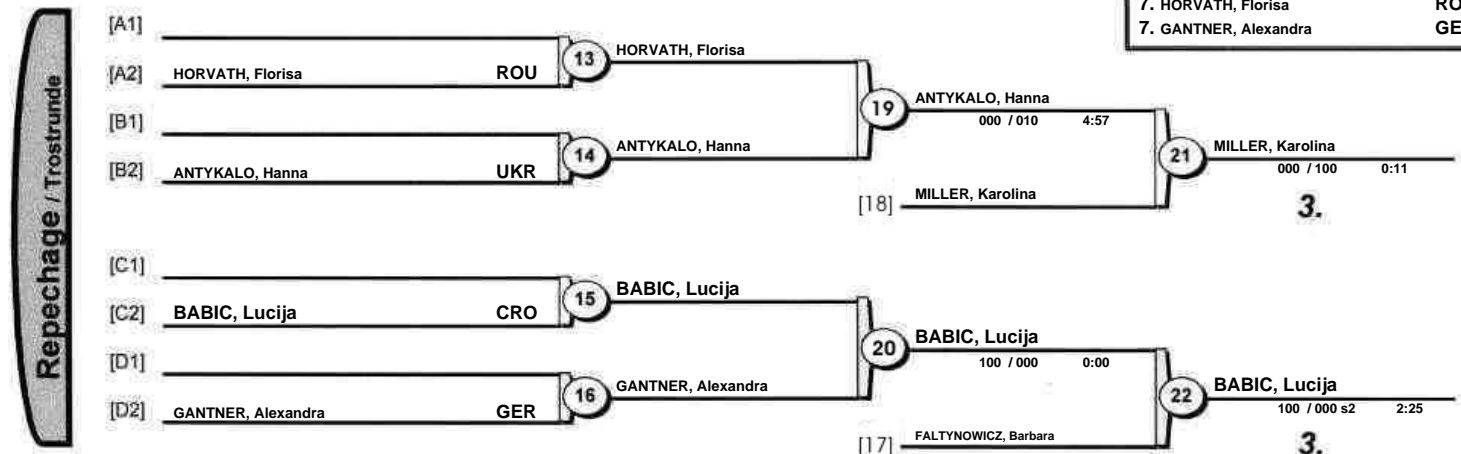 7. HORVATH, Florisa RO
7. GANTNER, Alexandra GE
Repechage / Trostrunde
[A1]
[A2] HORVATH, Florisa ROU
13 HORVATH, Florisa
[B1]
[B2] ANTYKALO, Hanna UKR
14 ANTYKALO, Hanna
19 ANTYKALO, Hanna
000 / 010 4:57
[18] MILLER, Karolina
21 MILLER, Karolina
000 / 100 0:11
3.
[C1]
[C2] BABIC, Lucija CRO
15 BABIC, Lucija
[D1]
[D2] GANTNER, Alexandra GER
16 GANTNER, Alexandra
20 BABIC, Lucija
100 / 000 0:00
[17] FALTYNOWICZ, Barbara
22 BABIC, Lucija
100 / 000 s2 2:25
3.